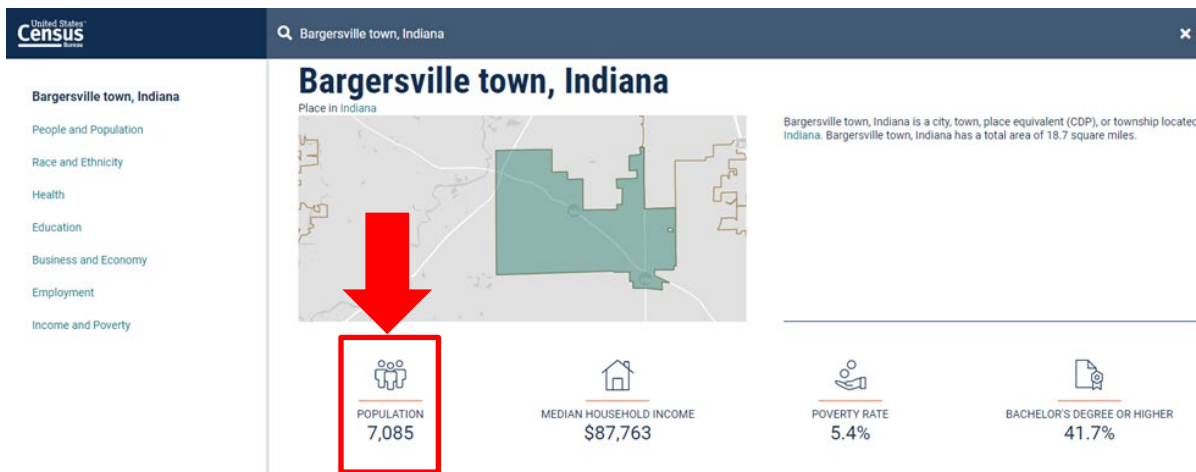 United States®
Census
Bureau
Bargersville town, Indiana
Bargersville town, Indiana
People and Population
Race and Ethnicity
Health
Education
Business and Economy
Employment
Income and Poverty
Bargersville town, Indiana
Place in Indiana
Bargersville town, Indiana is a city, town, place equivalent (CDP), or township located
Indiana. Bargersville town, Indiana has a total area of 18.7 square miles.
POPULATION
7,085
MEDIAN HOUSEHOLD INCOME
$87,763
POVERTY RATE
5.4%
BACHELOR'S DEGREE OR HIGHER
41.7%